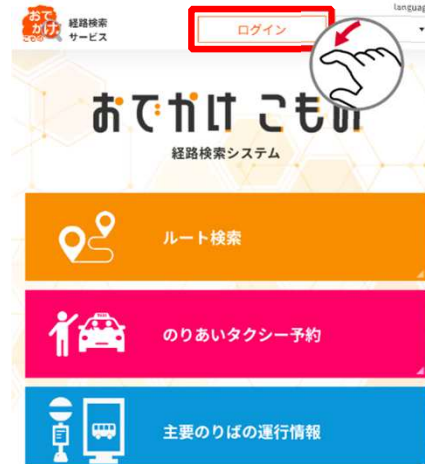 おでかけ
こもの
経路検索
サービス
ログイン
languag
おでかけ こもの
経路検索システム
ルート検索
のりあいタクシー予約
主要のりばの運行情報